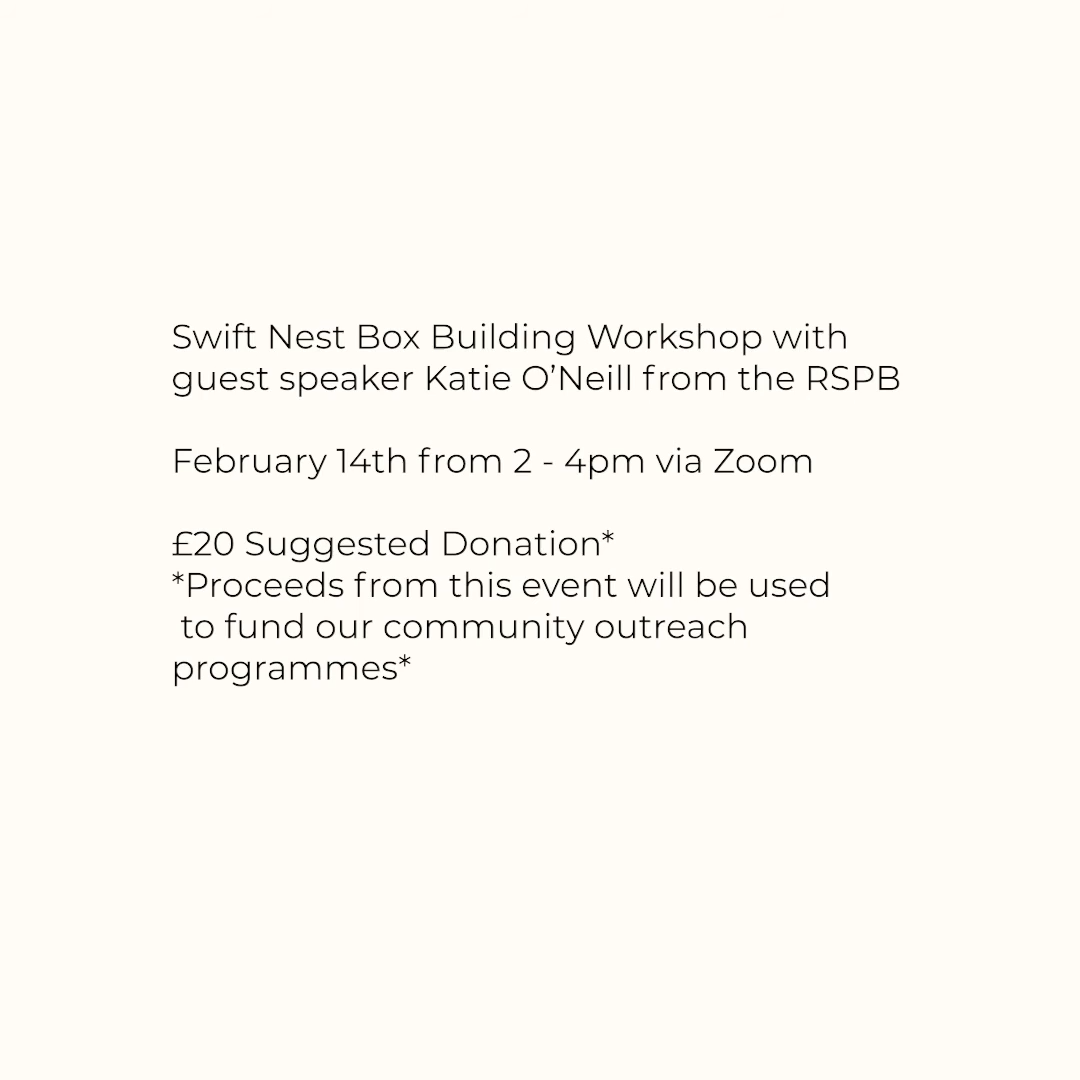 Swift Nest Box Building Workshop with
guest speaker Katie O’Neill from the RSPB
February 14th from 2 - 4pm via Zoom
£20 Suggested Donation*
*Proceeds from this event will be used
to fund our community outreach
programmes*